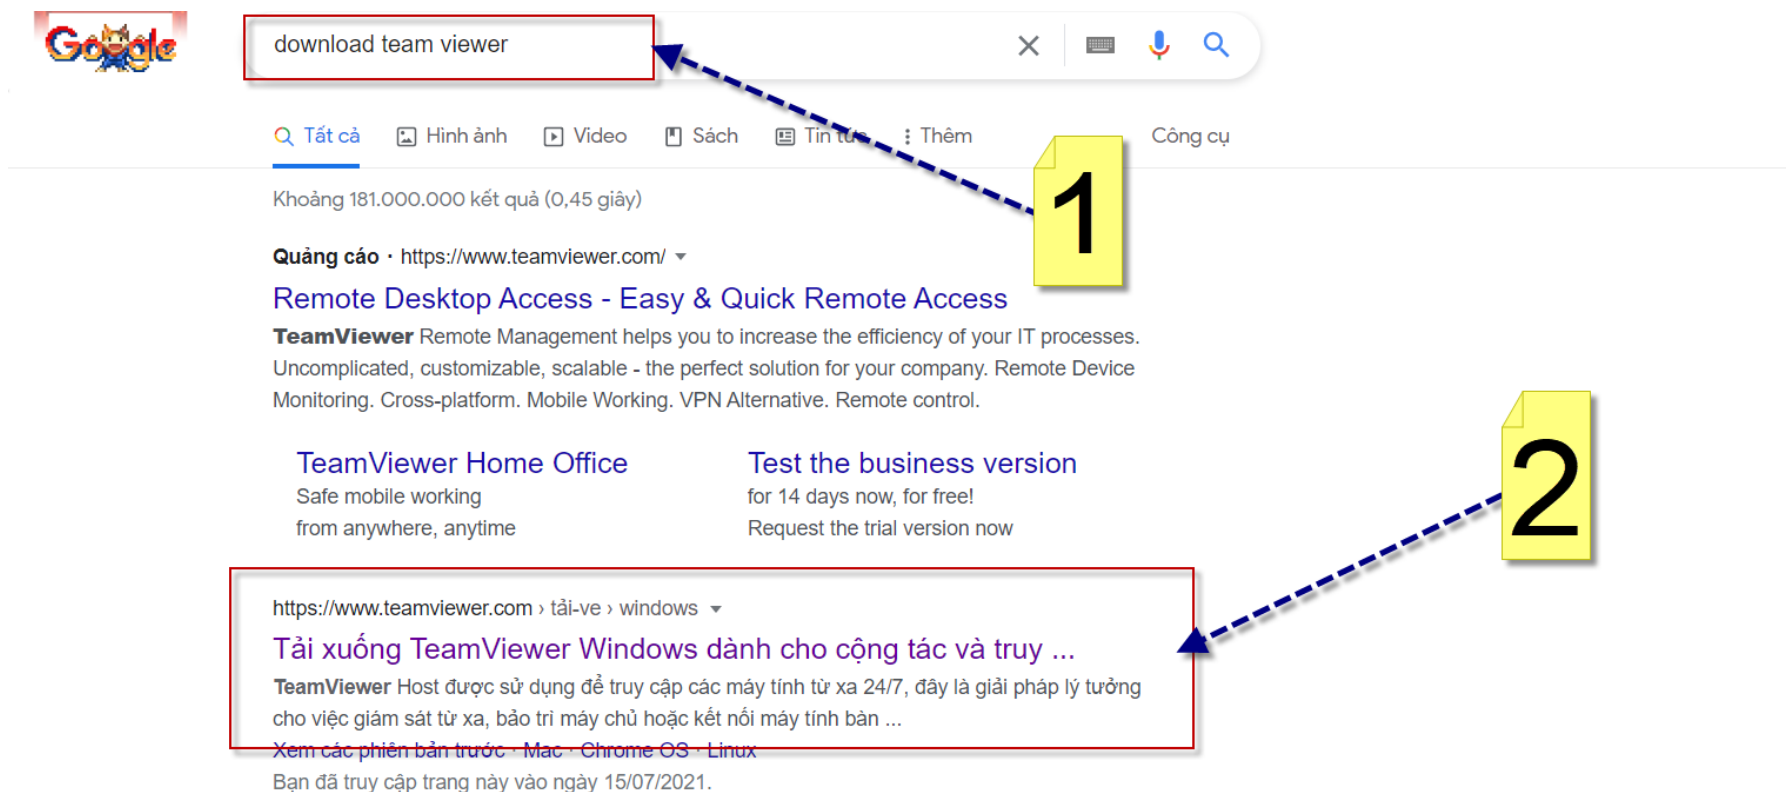 Google
download team viewer
Tất cả Hình ảnh Video Sách Tin tức Thêm Công cụ
1
Khoảng 181.000.000 kết quả (0,45 giây)
Quảng cáo · https://www.teamviewer.com/
Remote Desktop Access - Easy & Quick Remote Access
TeamViewer Remote Management helps you to increase the efficiency of your IT processes.
Uncomplicated, customizable, scalable - the perfect solution for your company. Remote Device
Monitoring. Cross-platform. Mobile Working. VPN Alternative. Remote control.
TeamViewer Home Office
Safe mobile working
from anywhere, anytime
Test the business version
for 14 days now, for free!
Request the trial version now
2
https://www.teamviewer.com › tải-ve › windows
Tải xuống TeamViewer Windows dành cho cộng tác và truy ...
TeamViewer Host được sử dụng để truy cập các máy tính từ xa 24/7, đây là giải pháp lý tưởng
cho việc giám sát từ xa, bảo trì máy chủ hoặc kết nối máy tính bàn ...
Xem các phiên bản trước · Mac · Chrome OS · Linux
Bạn đã truy cập trang này vào ngày 15/07/2021.